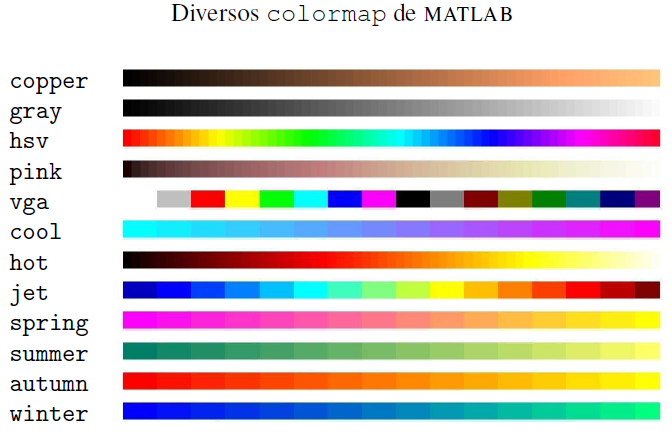 Diversos colormap de MATLAB
copper
gray
hsv
pink
vga
cool
hot
jet
spring
summer
autumn
winter